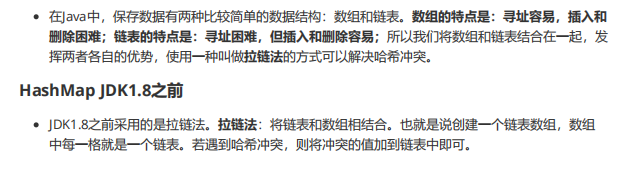 在Java中，保存数据有两种比较简单的数据结构：数组和链表。数组的特点是：寻址容易，插入和
删除困难；链表的特点是：寻址困难，但插入和删除容易；所以我们将数组和链表结合在一起，发
挥两者各自的优势，使用一种叫做拉链法的方式可以解决哈希冲突。
HashMap JDK1.8之前
JDK1.8之前采用的是拉链法。拉链法：将链表和数组相结合。也就是说创建一个链表数组，数组
中每一格就是一个链表。若遇到哈希冲突，则将冲突的值加到链表中即可。